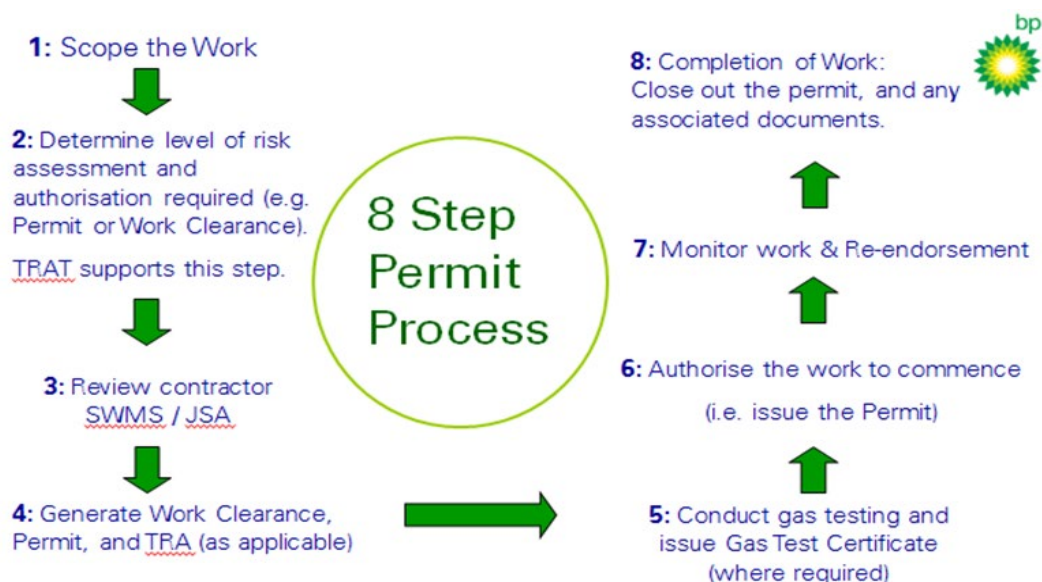 bp
1: Scope the Work
2: Determine level of risk
assessment and
authorisation required (e.g.
Permit or Work Clearance).
TRAT supports this step.
3: Review contractor
SWMS / JSA
4: Generate Work Clearance,
Permit, and TRA (as applicable)
8 Step
Permit
Process
5: Conduct gas testing and
issue Gas Test Certificate
(where required)
6: Authorise the work to commence
(i.e. issue the Permit)
7: Monitor work & Re-endorsement
8: Completion of Work:
Close out the permit, and any
associated documents.